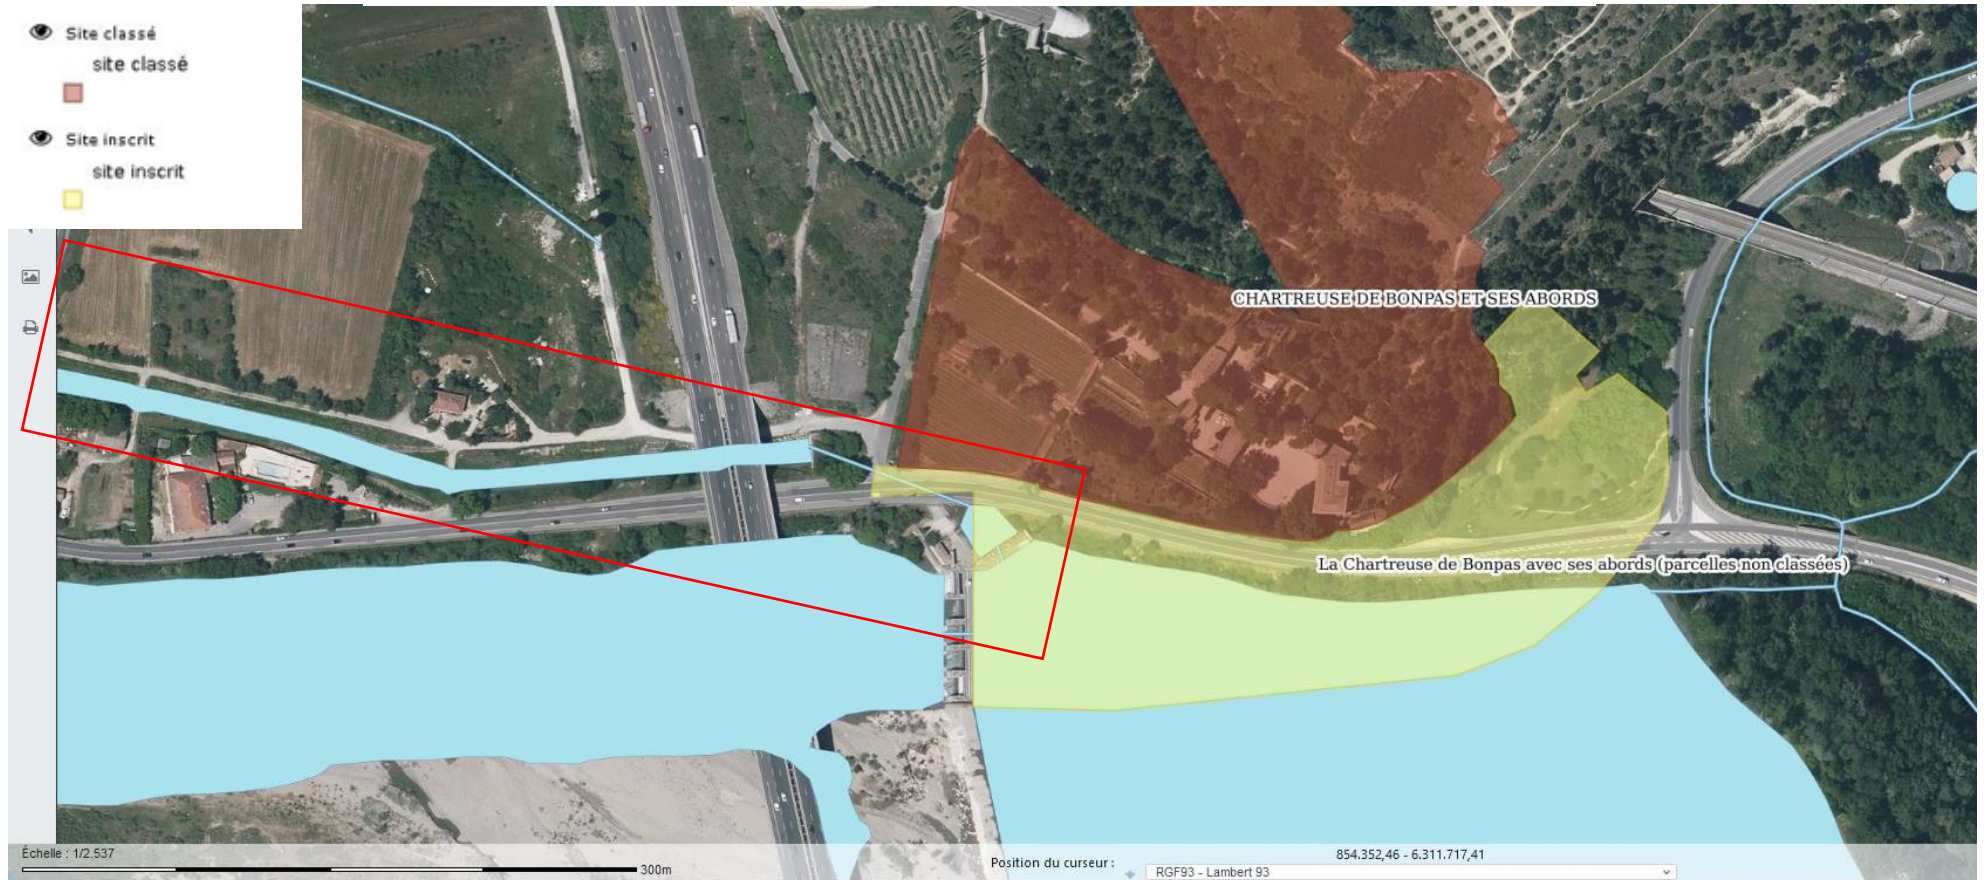 Site classé
site classé
Site inscrit
site inscrit
CHARTREUSE DE BONPAS ET SES ABORDS
La Chartreuse de Bonpas avec ses abords (parcelles non classées)
Échelle : 1/2.537
300m
Position du curseur :
854.352,46 - 6.311.717,41
RGF93 - Lambert 93